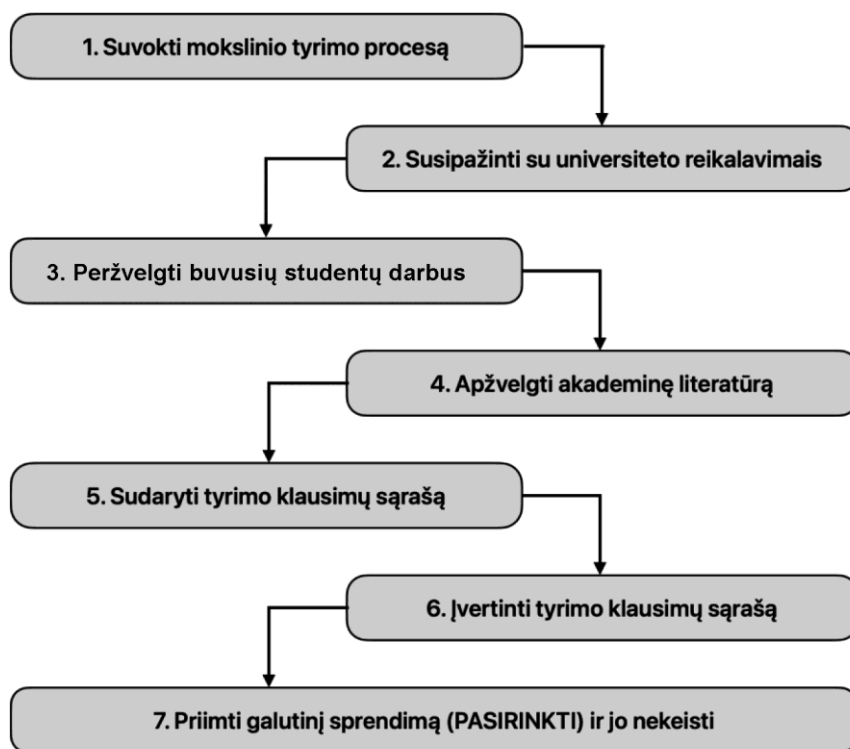 1. Suvokti mokslinio tyrimo procesą
2. Susipažinti su universiteto reikalavimais
3. Peržvelgti buvusių studentų darbus
4. Apžvelgti akademinę literatūrą
5. Sudaryti tyrimo klausimų sąrašą
6. Įvertinti tyrimo klausimų sąrašą
7. Priimti galutinį sprendimą (PASIRINKTI) ir jo nekeisti